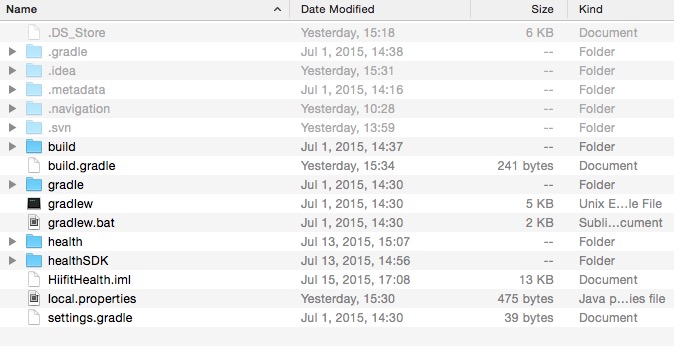 Name Date Modified Size Kind
.DS_Store Yesterday, 15:18 6 KB Document
.gradle Jul 1, 2015, 14:38 -- Folder
.idea Yesterday, 15:31 -- Folder
.metadata Jul 1, 2015, 14:16 -- Folder
.navigation Yesterday, 10:28 -- Folder
.svn Yesterday, 13:59 -- Folder
build Jul 1, 2015, 14:37 -- Folder
build.gradle Yesterday, 15:34 241 bytes Document
gradle Jul 1, 2015, 14:30 -- Folder
gradlew Jul 1, 2015, 14:30 5 KB Unix E...le File
gradlew.bat Jul 1, 2015, 14:30 2 KB Subli...cument
health Jul 13, 2015, 15:07 -- Folder
healthSDK Jul 13, 2015, 14:56 -- Folder
HiifitHealth.iml Jul 15, 2015, 17:08 13 KB Document
local.properties Yesterday, 15:30 475 bytes Java p...ies file
settings.gradle Jul 1, 2015, 14:30 39 bytes Document